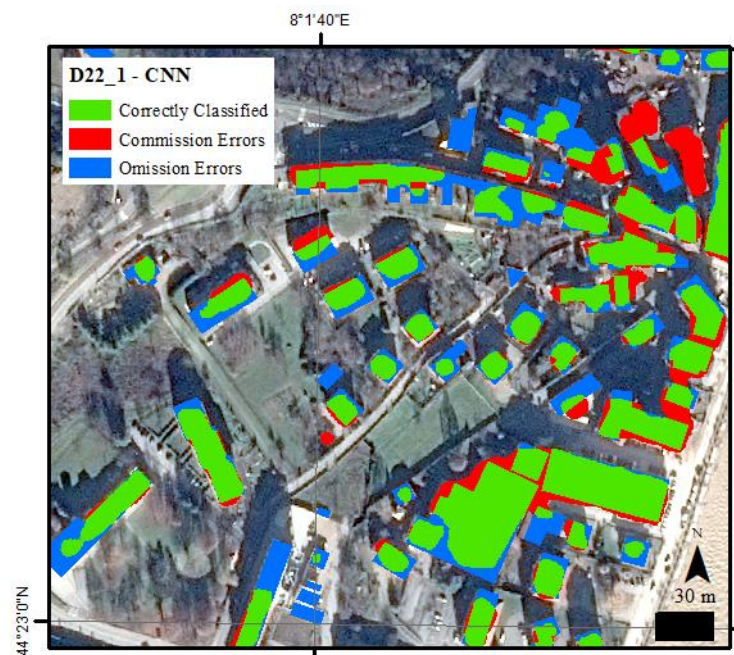 8°1'40"E
D22_1 - CNN
Correctly Classified
Commission Errors
Omission Errors
N
30 m
44°23'0"N